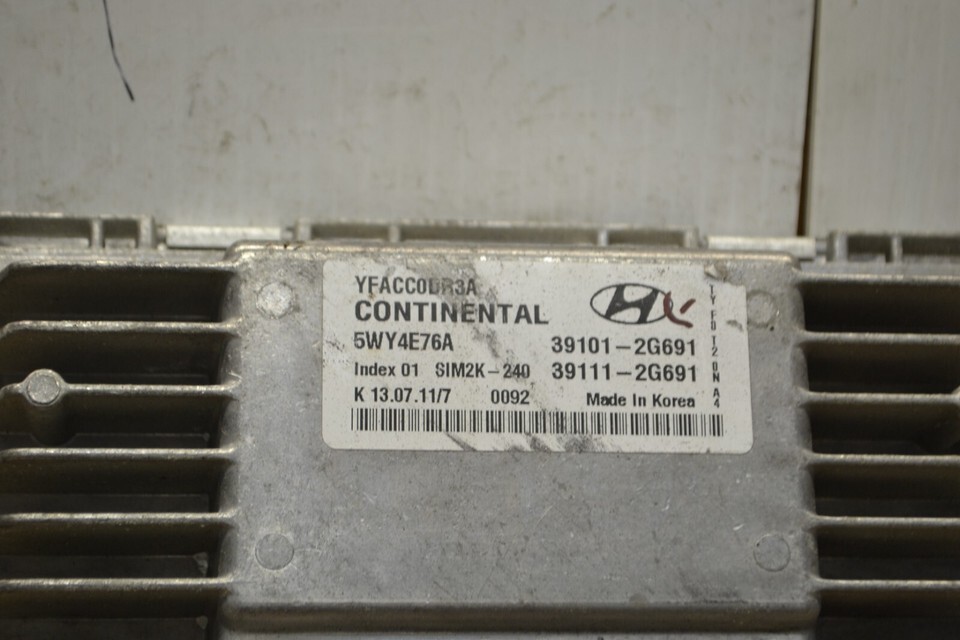 YFACC0DR3A
CONTINENTAL
5WY4E76A
39101-2G691
Index 01 SIM2K-240
39111-2G691
K 13.07.11/7
0092
Made In Korea